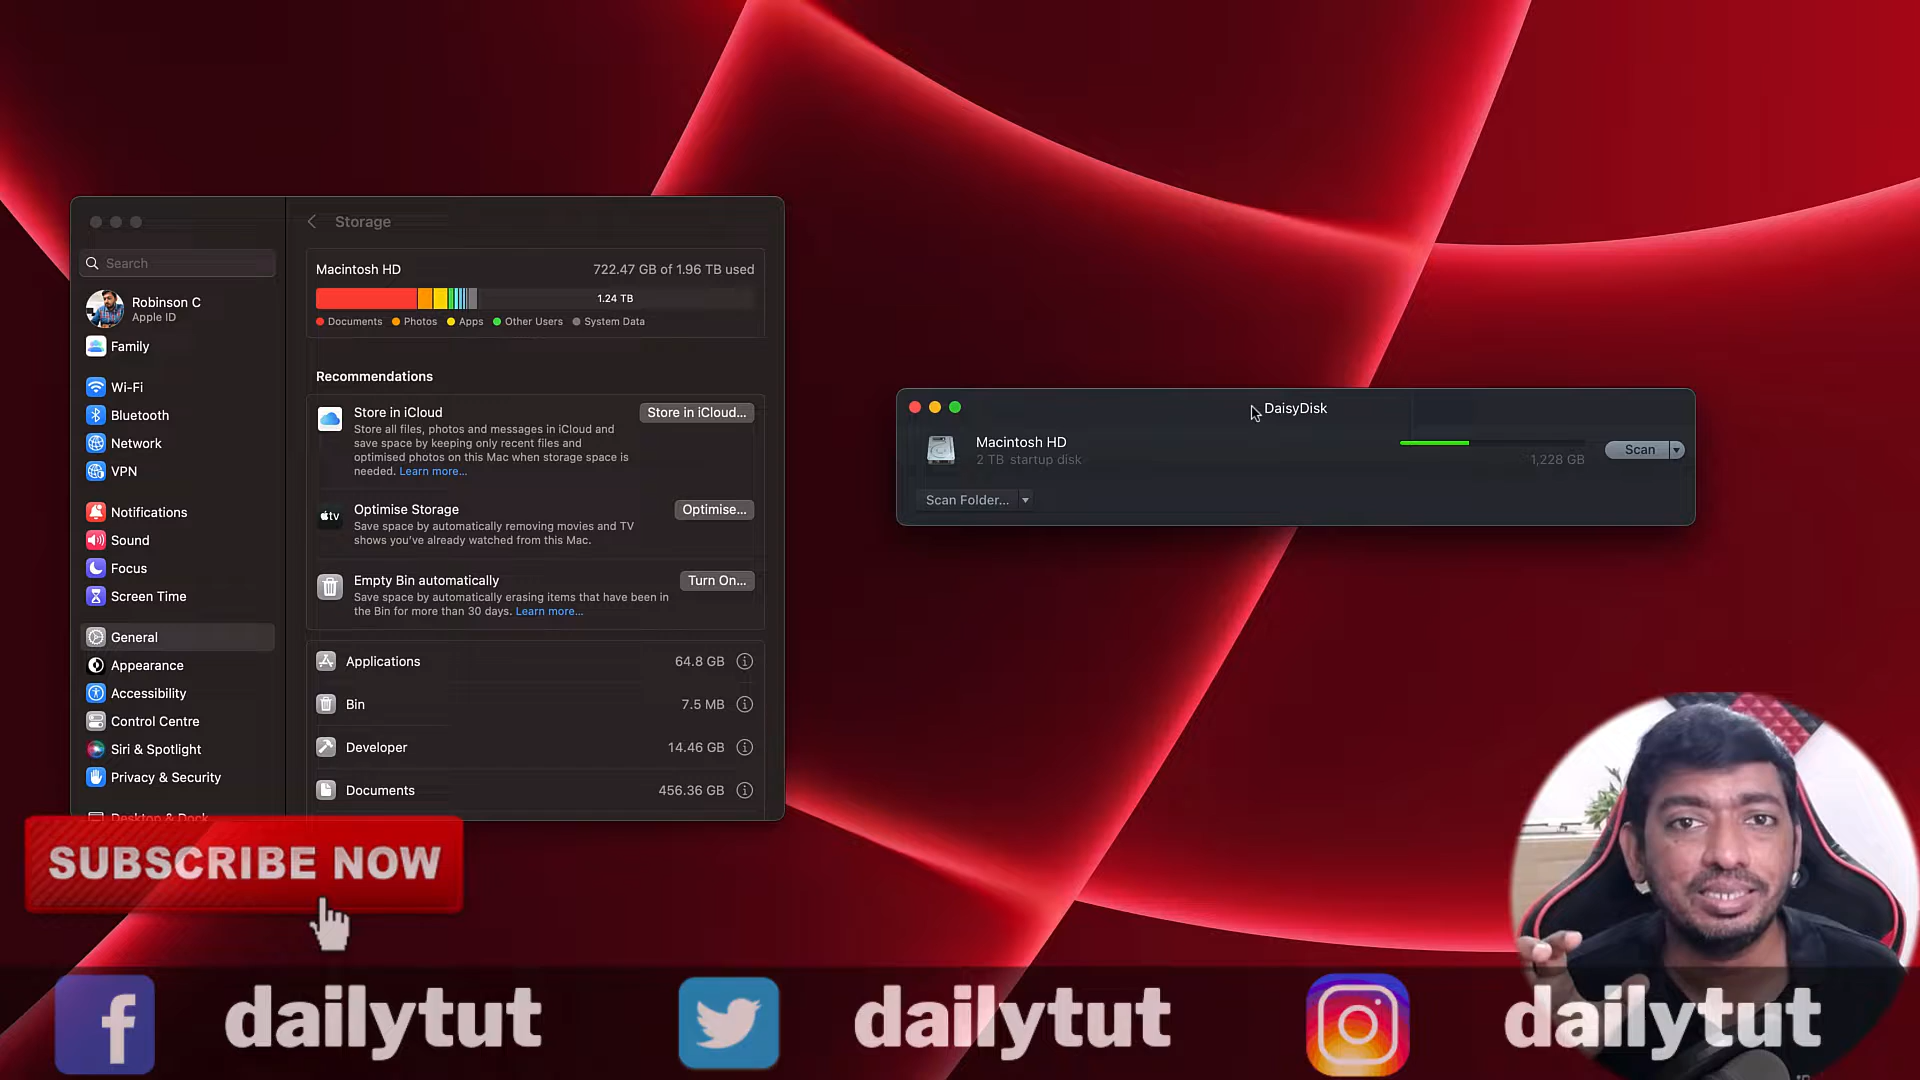 Storage
Search
Robinson C
Apple ID
Family
Wi-Fi
Bluetooth
Network
VPN
Notifications
Sound
Focus
Screen Time
General
Appearance
Accessibility
Control Centre
Siri & Spotlight
Privacy & Security
Desktop & Dock
Macintosh HD 722.47 GB of 1.96 TB used
1.24 TB
Documents Photos Apps Other Users System Data
Recommendations
Store in iCloud Store in iCloud...
Store all files, photos and messages in iCloud and
save space by keeping only recent files and
optimised photos on this Mac when storage space is
needed. Learn more...
tv
Optimise Storage Optimise...
Save space by automatically removing movies and TV
shows you've already watched from this Mac.
Empty Bin automatically Turn On...
Save space by automatically erasing items that have been in
the Bin for more than 30 days. Learn more...
Applications 64.8 GB
Bin 7.5 MB
Developer 14.46 GB
Documents 456.36 GB
DaisyDisk
Macintosh HD
2 TB startup disk 1,228 GB
Scan
Scan Folder...
SUBSCRIBE NOW
f dailytut dailytut dailytut